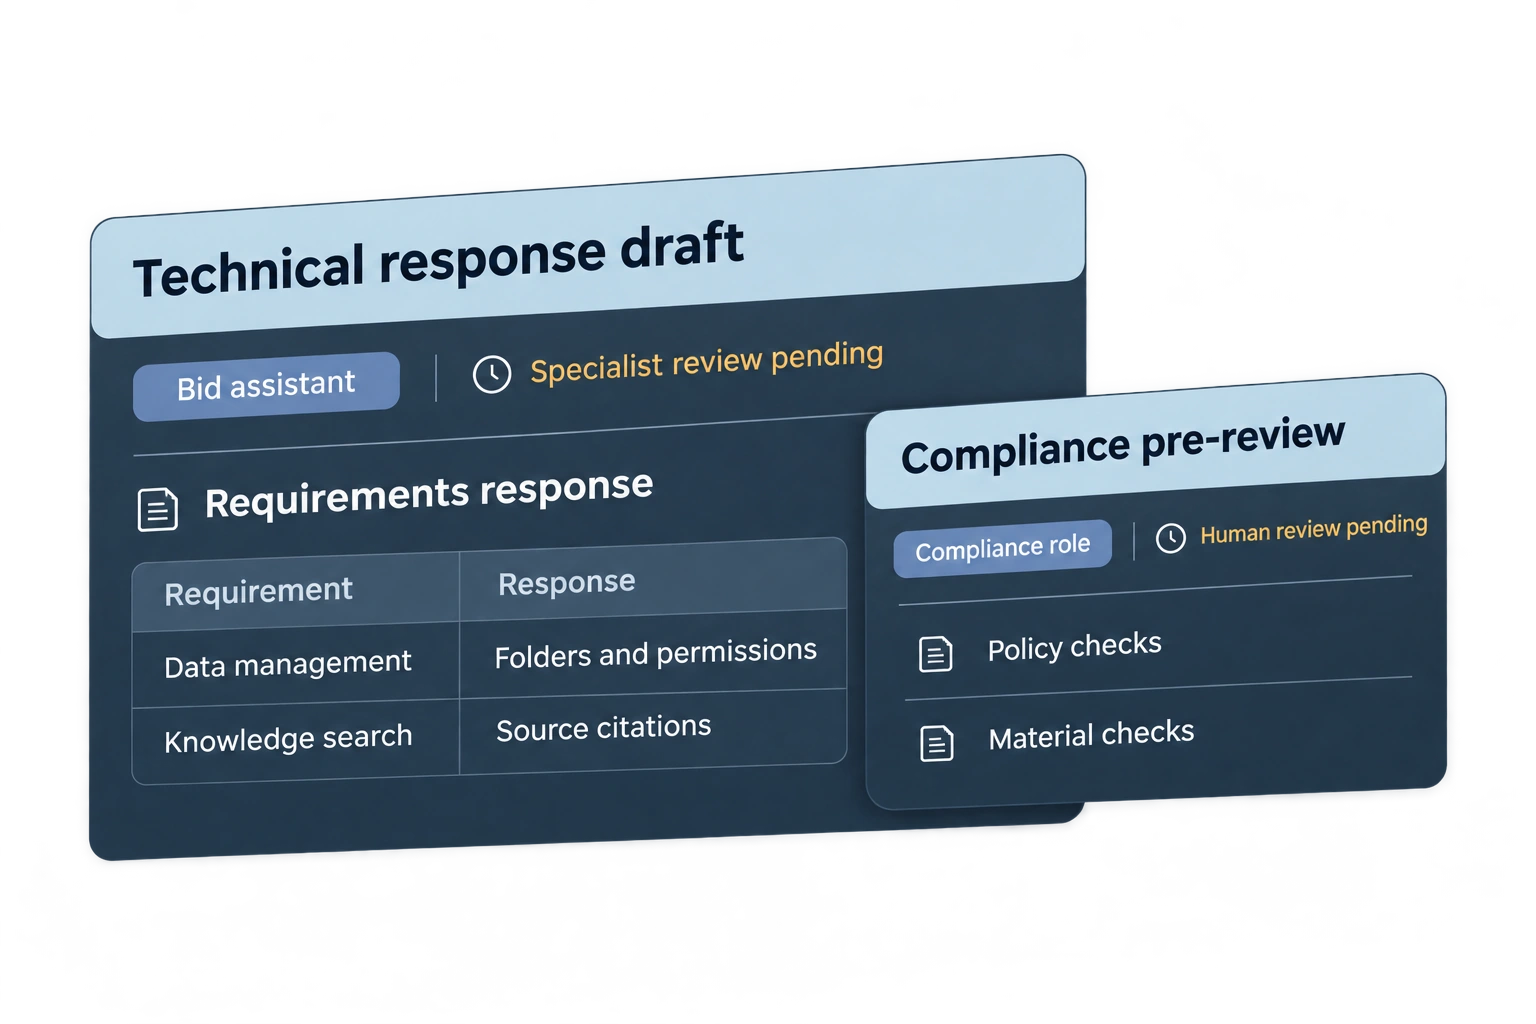 Technical response draft
Bid assistant
Specialist review pending
Requirements response
Requirement Response
Data management Folders and permissions
Knowledge search Source citations
Compliance pre-review
Compliance role
Human review pending
Policy checks
Material checks